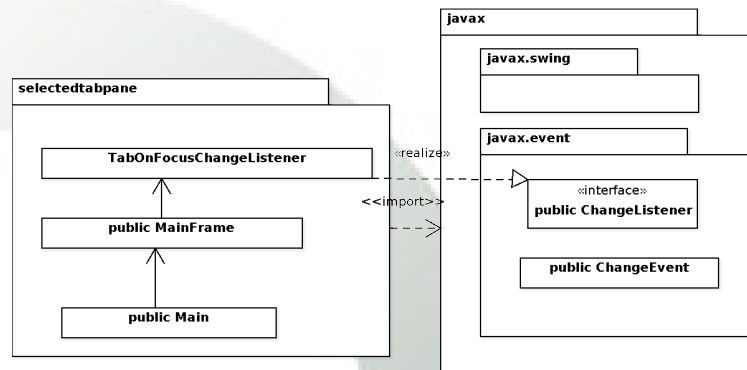 javax
javax.swing
selectedtabpane
javax.event
TabOnFocusChangeListener
«realize»
«interface»
<<import>>
public ChangeListener
public MainFrame
public ChangeEvent
public Main